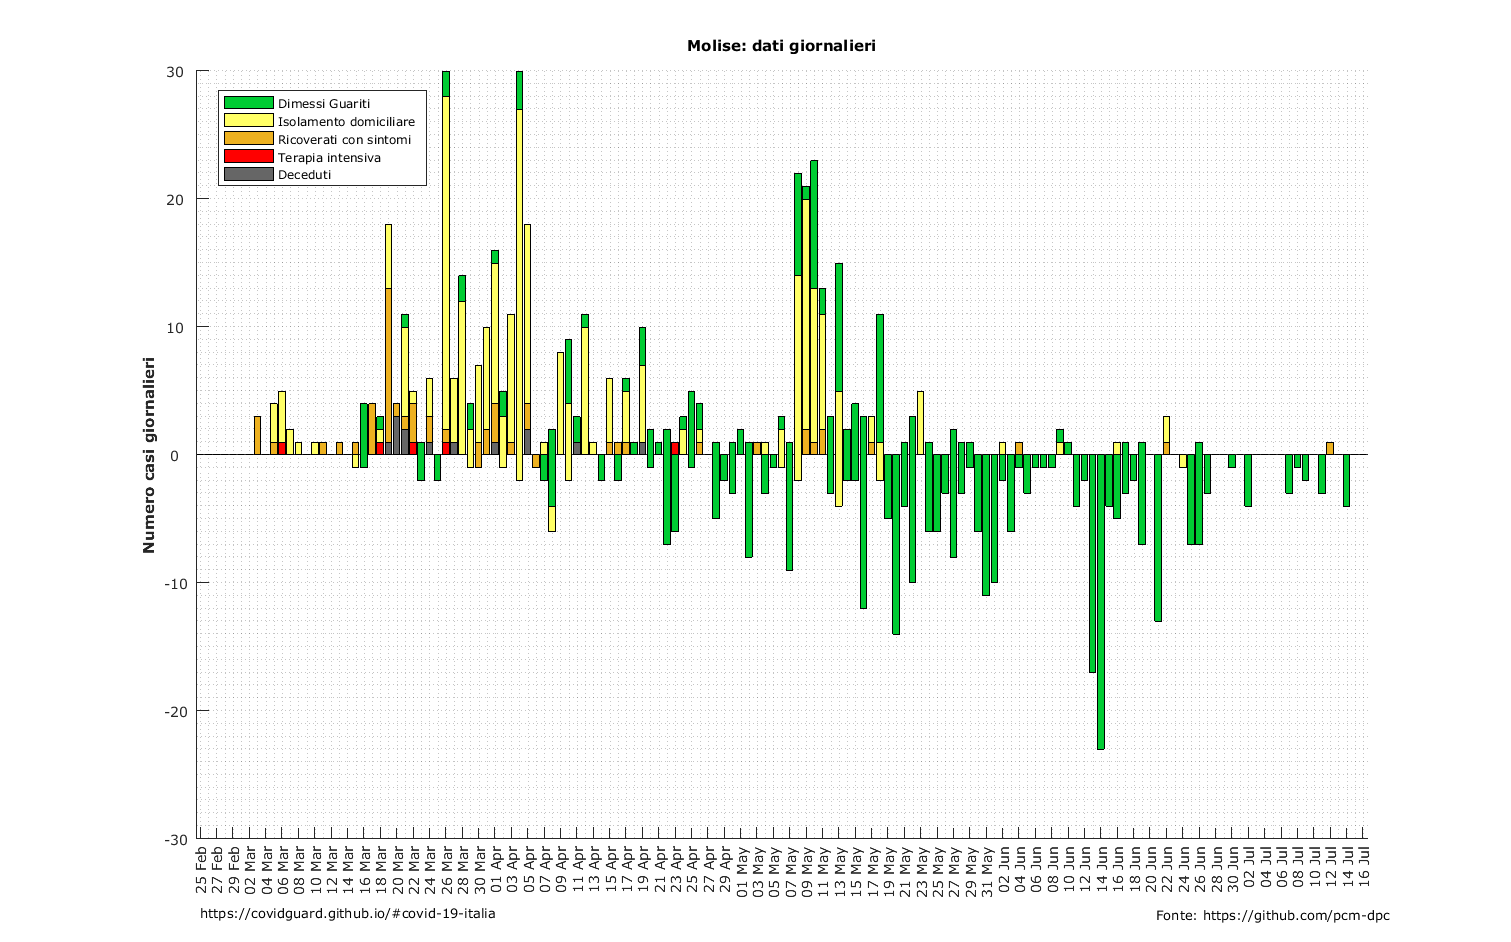 Molise: dati giornalieri
30
20
10
0
-10
-20
-30
Numero casi giornalieri
Dimessi Guariti
Isolamento domiciliare
Ricoverati con sintomi
Terapia intensiva
Deceduti
25 Feb
27 Feb
29 Feb
02 Mar
04 Mar
06 Mar
08 Mar
10 Mar
12 Mar
14 Mar
16 Mar
18 Mar
20 Mar
22 Mar
24 Mar
26 Mar
28 Mar
30 Mar
01 Apr
03 Apr
05 Apr
07 Apr
09 Apr
11 Apr
13 Apr
15 Apr
17 Apr
19 Apr
21 Apr
23 Apr
25 Apr
27 Apr
29 Apr
01 May
03 May
05 May
07 May
09 May
11 May
13 May
15 May
17 May
19 May
21 May
23 May
25 May
27 May
29 May
31 May
02 Jun
04 Jun
06 Jun
08 Jun
10 Jun
12 Jun
14 Jun
16 Jun
18 Jun
20 Jun
22 Jun
24 Jun
26 Jun
28 Jun
30 Jun
02 Jul
04 Jul
06 Jul
08 Jul
10 Jul
12 Jul
14 Jul
16 Jul
https://covidguard.github.io/#covid-19-italia
Fonte: https://github.com/pcm-dpc